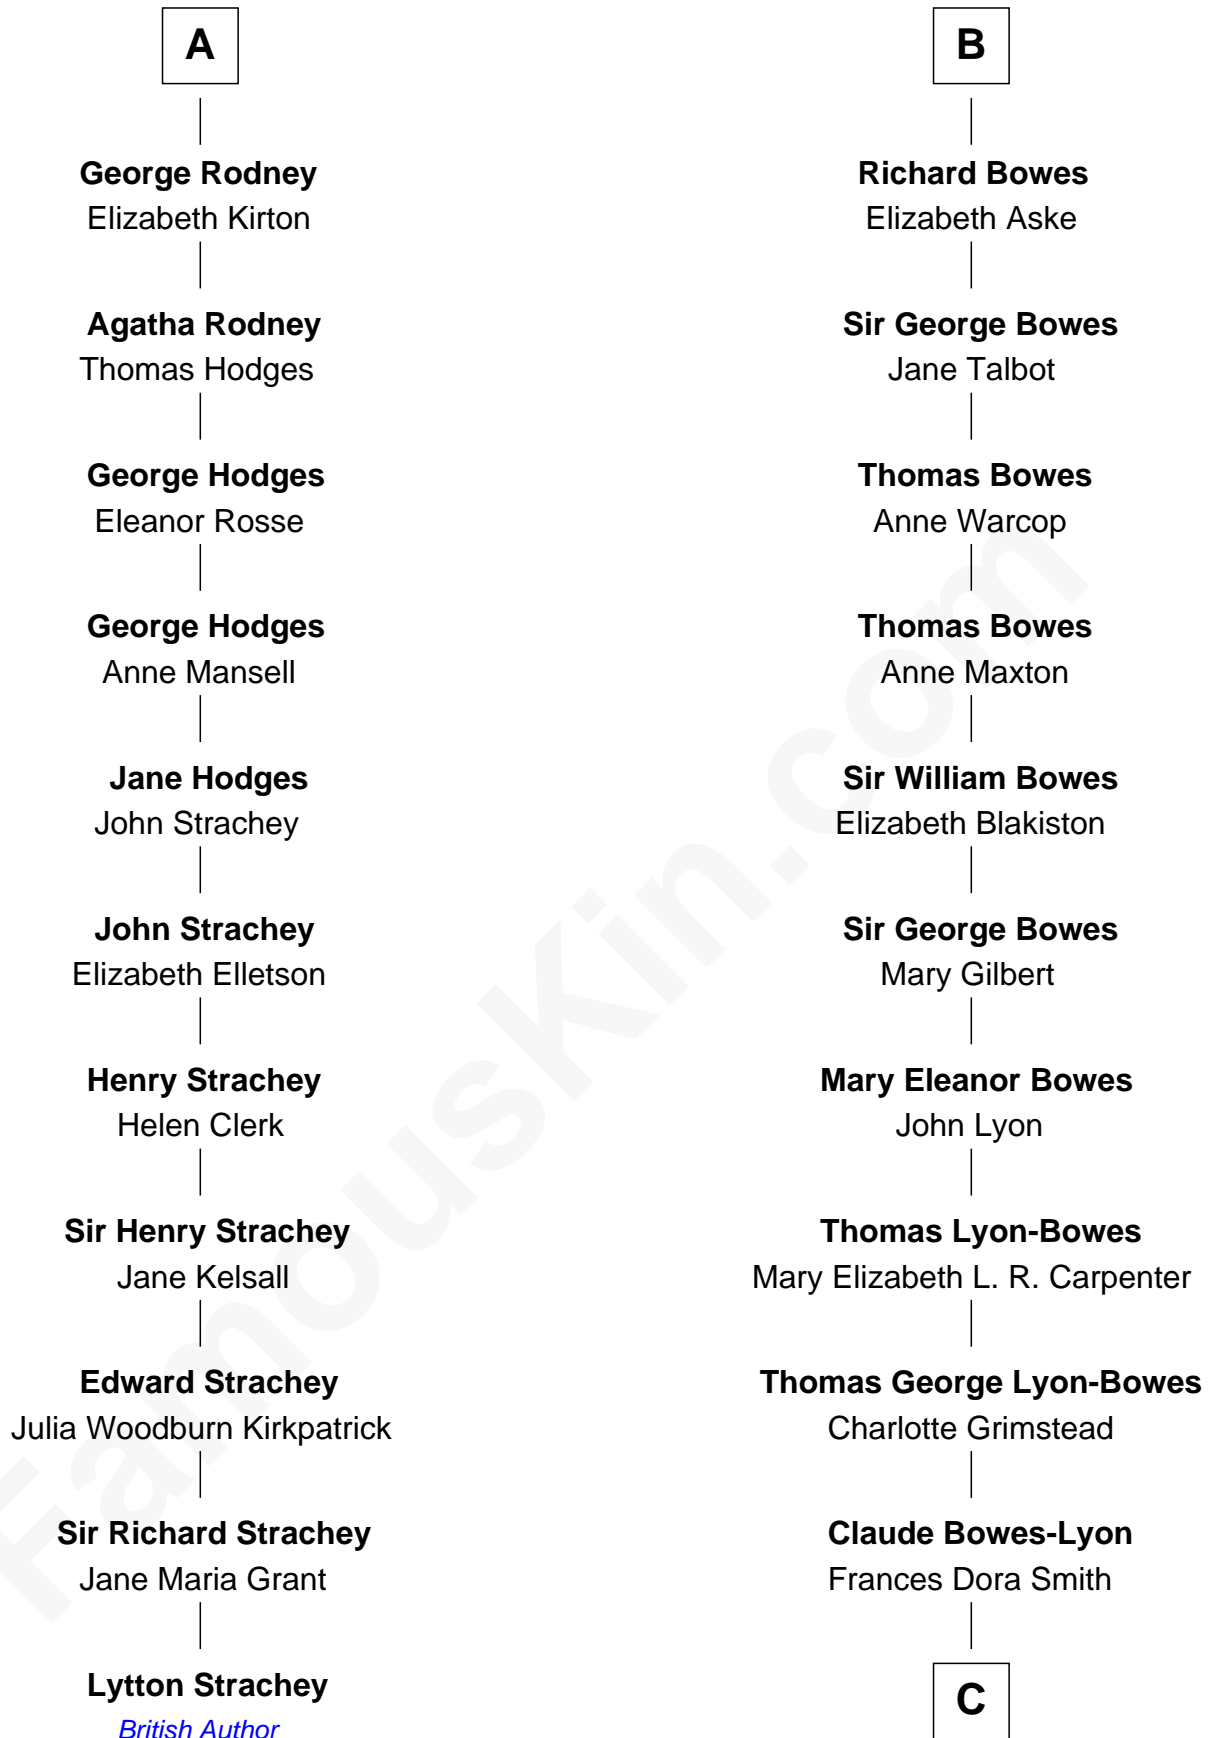 A
George Rodney
Elizabeth Kirton
Agatha Rodney
Thomas Hodges
George Hodges
Eleanor Rosse
George Hodges
Anne Mansell
Jane Hodges
John Strachey
John Strachey
Elizabeth Elletson
Henry Strachey
Helen Clerk
Sir Henry Strachey
Jane Kelsall
Edward Strachey
Julia Woodburn Kirkpatrick
Sir Richard Strachey
Jane Maria Grant
Lytton Strachey
British Author
B
Richard Bowes
Elizabeth Aske
Sir George Bowes
Jane Talbot
Thomas Bowes
Anne Warcop
Thomas Bowes
Anne Maxton
Sir William Bowes
Elizabeth Blakiston
Sir George Bowes
Mary Gilbert
Mary Eleanor Bowes
John Lyon
Thomas Lyon-Bowes
Mary Elizabeth L. R. Carpenter
Thomas George Lyon-Bowes
Charlotte Grimstead
Claude Bowes-Lyon
Frances Dora Smith
C
FamousKin.com